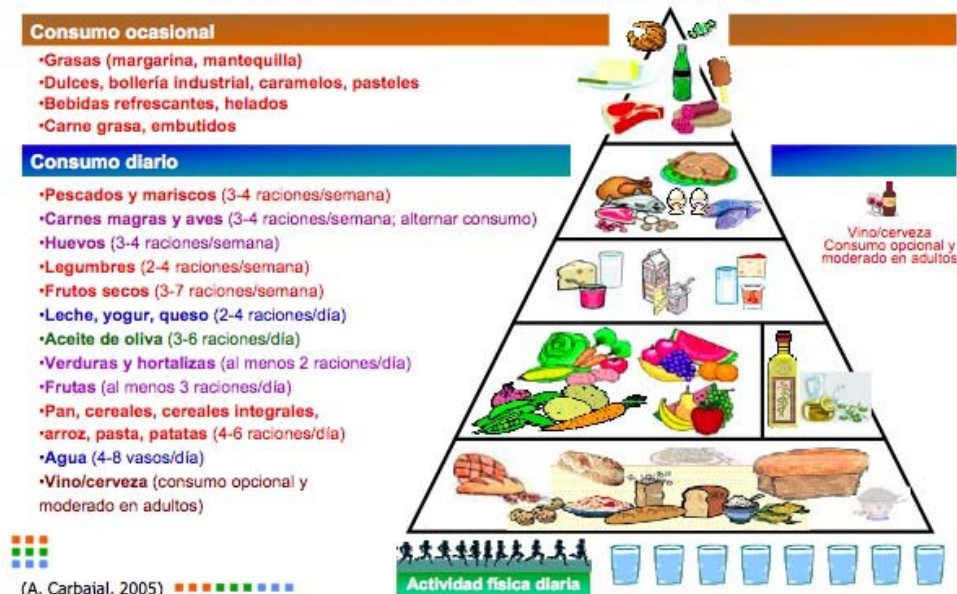 Consumo ocasional
•Grasas (margarina, mantequilla)
•Dulces, bollería industrial, caramelos, pasteles
•Bebidas refrescantes, helados
•Carne grasa, embutidos
Consumo diario
•Pescados y mariscos (3-4 raciones/semana)
•Carnes magras y aves (3-4 raciones/semana; alternar consumo)
•Huevos (3-4 raciones/semana)
•Legumbres (2-4 raciones/semana)
•Frutos secos (3-7 raciones/semana)
•Leche, yogur, queso (2-4 raciones/día)
•Aceite de oliva (3-6 raciones/día)
•Verduras y hortalizas (al menos 2 raciones/día)
•Frutas (al menos 3 raciones/día)
•Pan, cereales, cereales integrales,
•arroz, pasta, patatas (4-6 raciones/día)
•Agua (4-8 vasos/día)
•Vino/cerveza (consumo opcional y
moderado en adultos)
Vino/cerveza
Consumo opcional y
moderado en adultos
Actividad física diaria
(A. Carbajal, 2005)